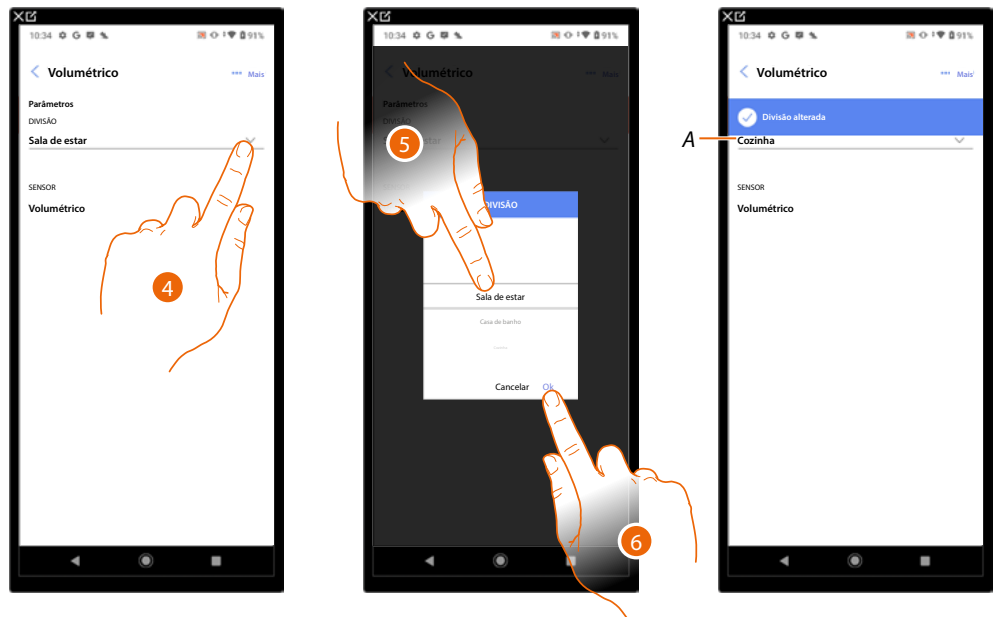 10:34 G 91%
Volumétrico
Mais
Parâmetros
DIVISÃO
Sala de estar
SENSOR
Volumétrico
4
10:34 G 91%
Volumétrico
Mais
Parâmetros
DIVISÃO
estar
5
DIVISÃO
Sala de estar
Casa de banho
Cancelar Ok
6
10:34 G 91%
Volumétrico
Mais
Divisão alterada
A
Cozinha
SENSOR
Volumétrico